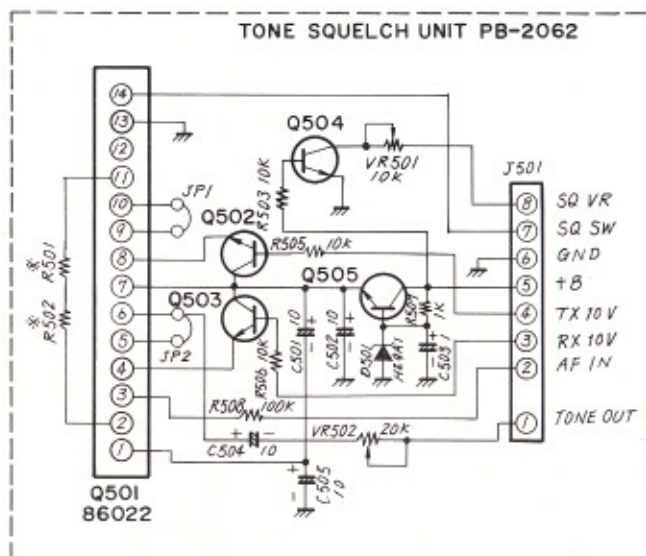 TONE SQUELCH UNIT PB-2062
14
13
12
11
10
9
8
7
6
5
4
3
2
1
Q501
86022
※ R501
※ R502
JP1
JP2
Q502
Q503
Q504
Q505
R503 10K
VR501
10K
R505 10K
R506 10K
C501 10
C502 10
R507
1K
D501
C503 1
R508 100K
C504 10
VR502 20K
C505
10
J501
8 SQ VR
7 SQ SW
6 GND
5 +B
4 TX 10V
3 RX 10V
2 AF IN
1 TONE OUT